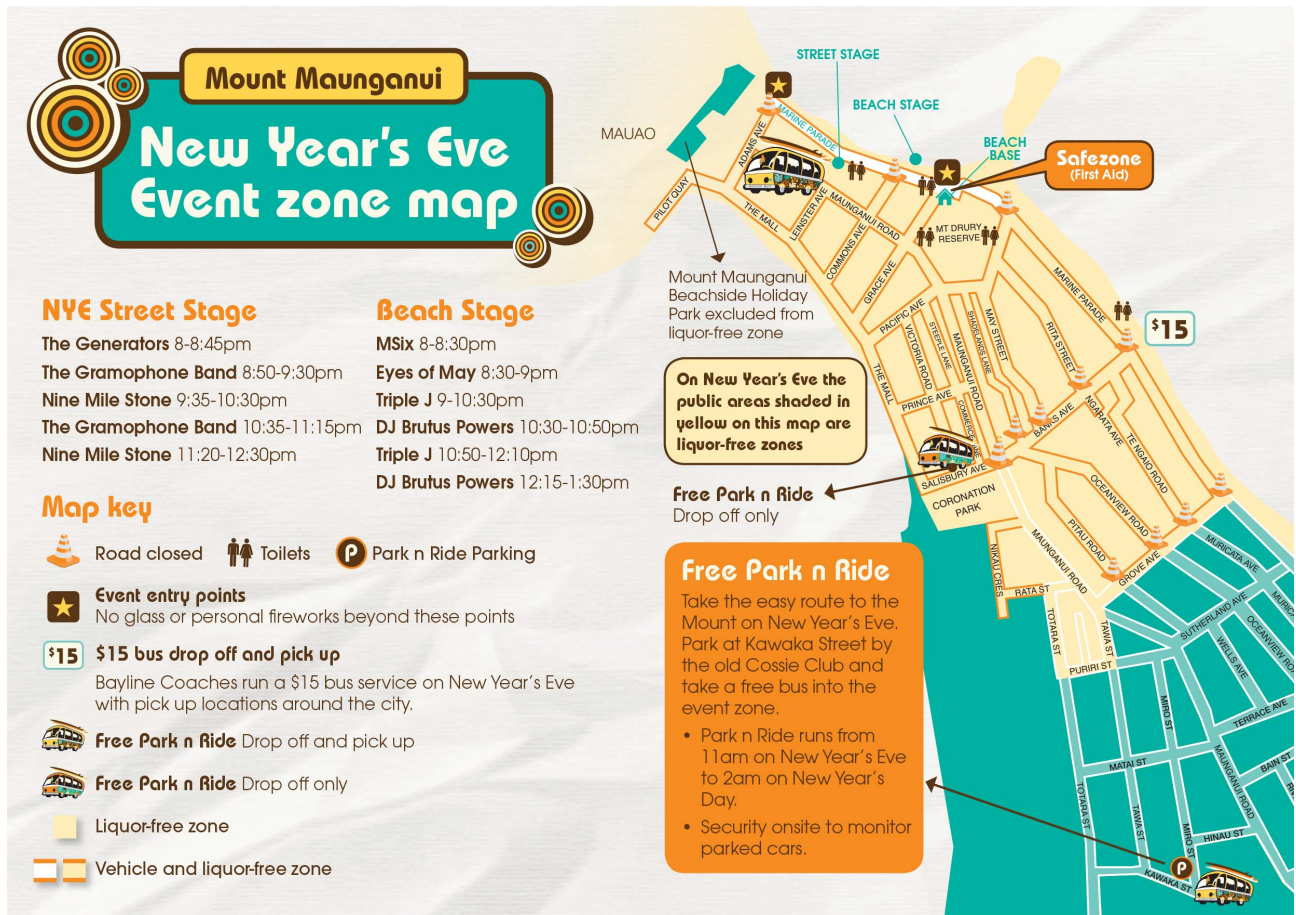 Mount Maunganui
New Year's Eve
Event zone map
NYE Street Stage
The Generators 8-8:45pm
The Gramophone Band 8:50-9:30pm
Nine Mile Stone 9:35-10:30pm
The Gramophone Band 10:35-11:15pm
Nine Mile Stone 11:20-12:30pm
Beach Stage
MSix 8-8:30pm
Eyes of May 8:30-9pm
Triple J 9-10:30pm
DJ Brutus Powers 10:30-10:50pm
Triple J 10:50-12:10pm
DJ Brutus Powers 12:15-1:30pm
Map key
Road closed
Toilets
P
Park n Ride Parking
Event entry points
No glass or personal fireworks beyond these points
$15
$15 bus drop off and pick up
Bayline Coaches run a $15 bus service on New Year's Eve
with pick up locations around the city.
Free Park n Ride Drop off and pick up
Free Park n Ride Drop off only
Liquor-free zone
Vehicle and liquor-free zone
STREET STAGE
BEACH STAGE
BEACH
BASE
Safezone
(First Aid)
MAUAO
Mount Maunganui
Beachside Holiday
Park excluded from
liquor-free zone
On New Year's Eve the
public areas shaded in
yellow on this map are
liquor-free zones
Free Park n Ride
Drop off only
Free Park n Ride
Take the easy route to the
Mount on New Year's Eve.
Park at Kawaka Street by
the old Cossie Club and
take a free bus into the
event zone.
• Park n Ride runs from
11am on New Year's Eve
to 2am on New Year's
Day.
• Security onsite to monitor
parked cars.
MARINE PARADE
ADAMS AVE
PILOT QUAY
THE MALL
LEINSTER AVE
MAUNGANUI ROAD
COMMONS AVE
GRACE AVE
MT DRURY
RESERVE
MARINE PARADE
$15
PACIFIC AVE
VICTORIA ROAD
STEEPLE LANE
MAUNGANUI ROAD
SHADELANDS LANE
MAY STREET
RITA STREET
THE MALL
PRINCE AVE
COMMERCE AVE
BANKS AVE
NGARATA AVE
TE NGAIO ROAD
SALISBURY AVE
CORONATION
PARK
OCEANVIEW ROAD
PITAU ROAD
MAUNGANUI ROAD
GROVE AVE
NIKAU CRES
RATA ST
TOTARA ST
TAWA ST
PURIRI ST
MURICATA AVE
SUTHERLAND AVE
MURIC
OCEANVIEW RO
WELLS AVE
TERRACE AVE
MIRO ST
MAUNGANUI ROAD
BAIN ST
MATAI ST
TOTARA ST
TAWA ST
MIRO ST
HINAU ST
P
KAWAKA ST